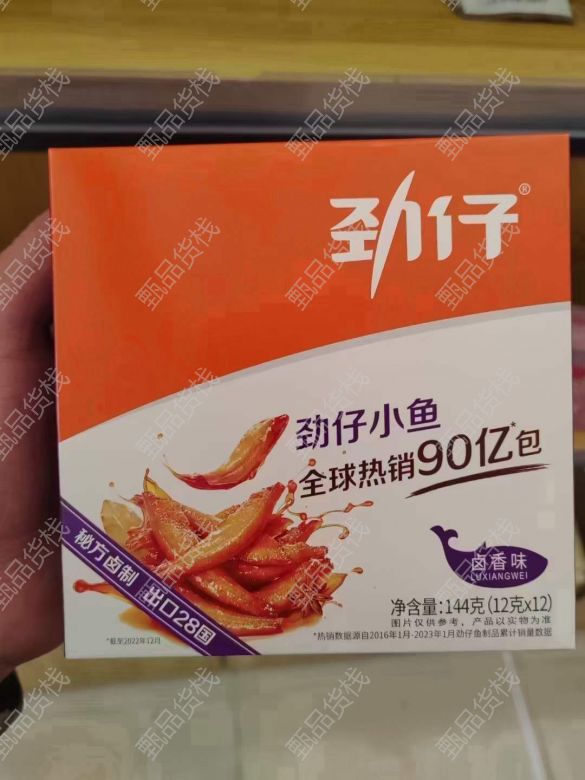 劲仔®
劲仔小鱼
全球热销90亿包*
卤香味
LUXIANGWEI
秘方卤制 出口28国
净含量:144克(12克x12)
图片仅供参考,产品以实物为准
*截至2022年12月
*热销数据源自2016年1月-2023年1月劲仔鱼制品累计销量数据
甄品货栈